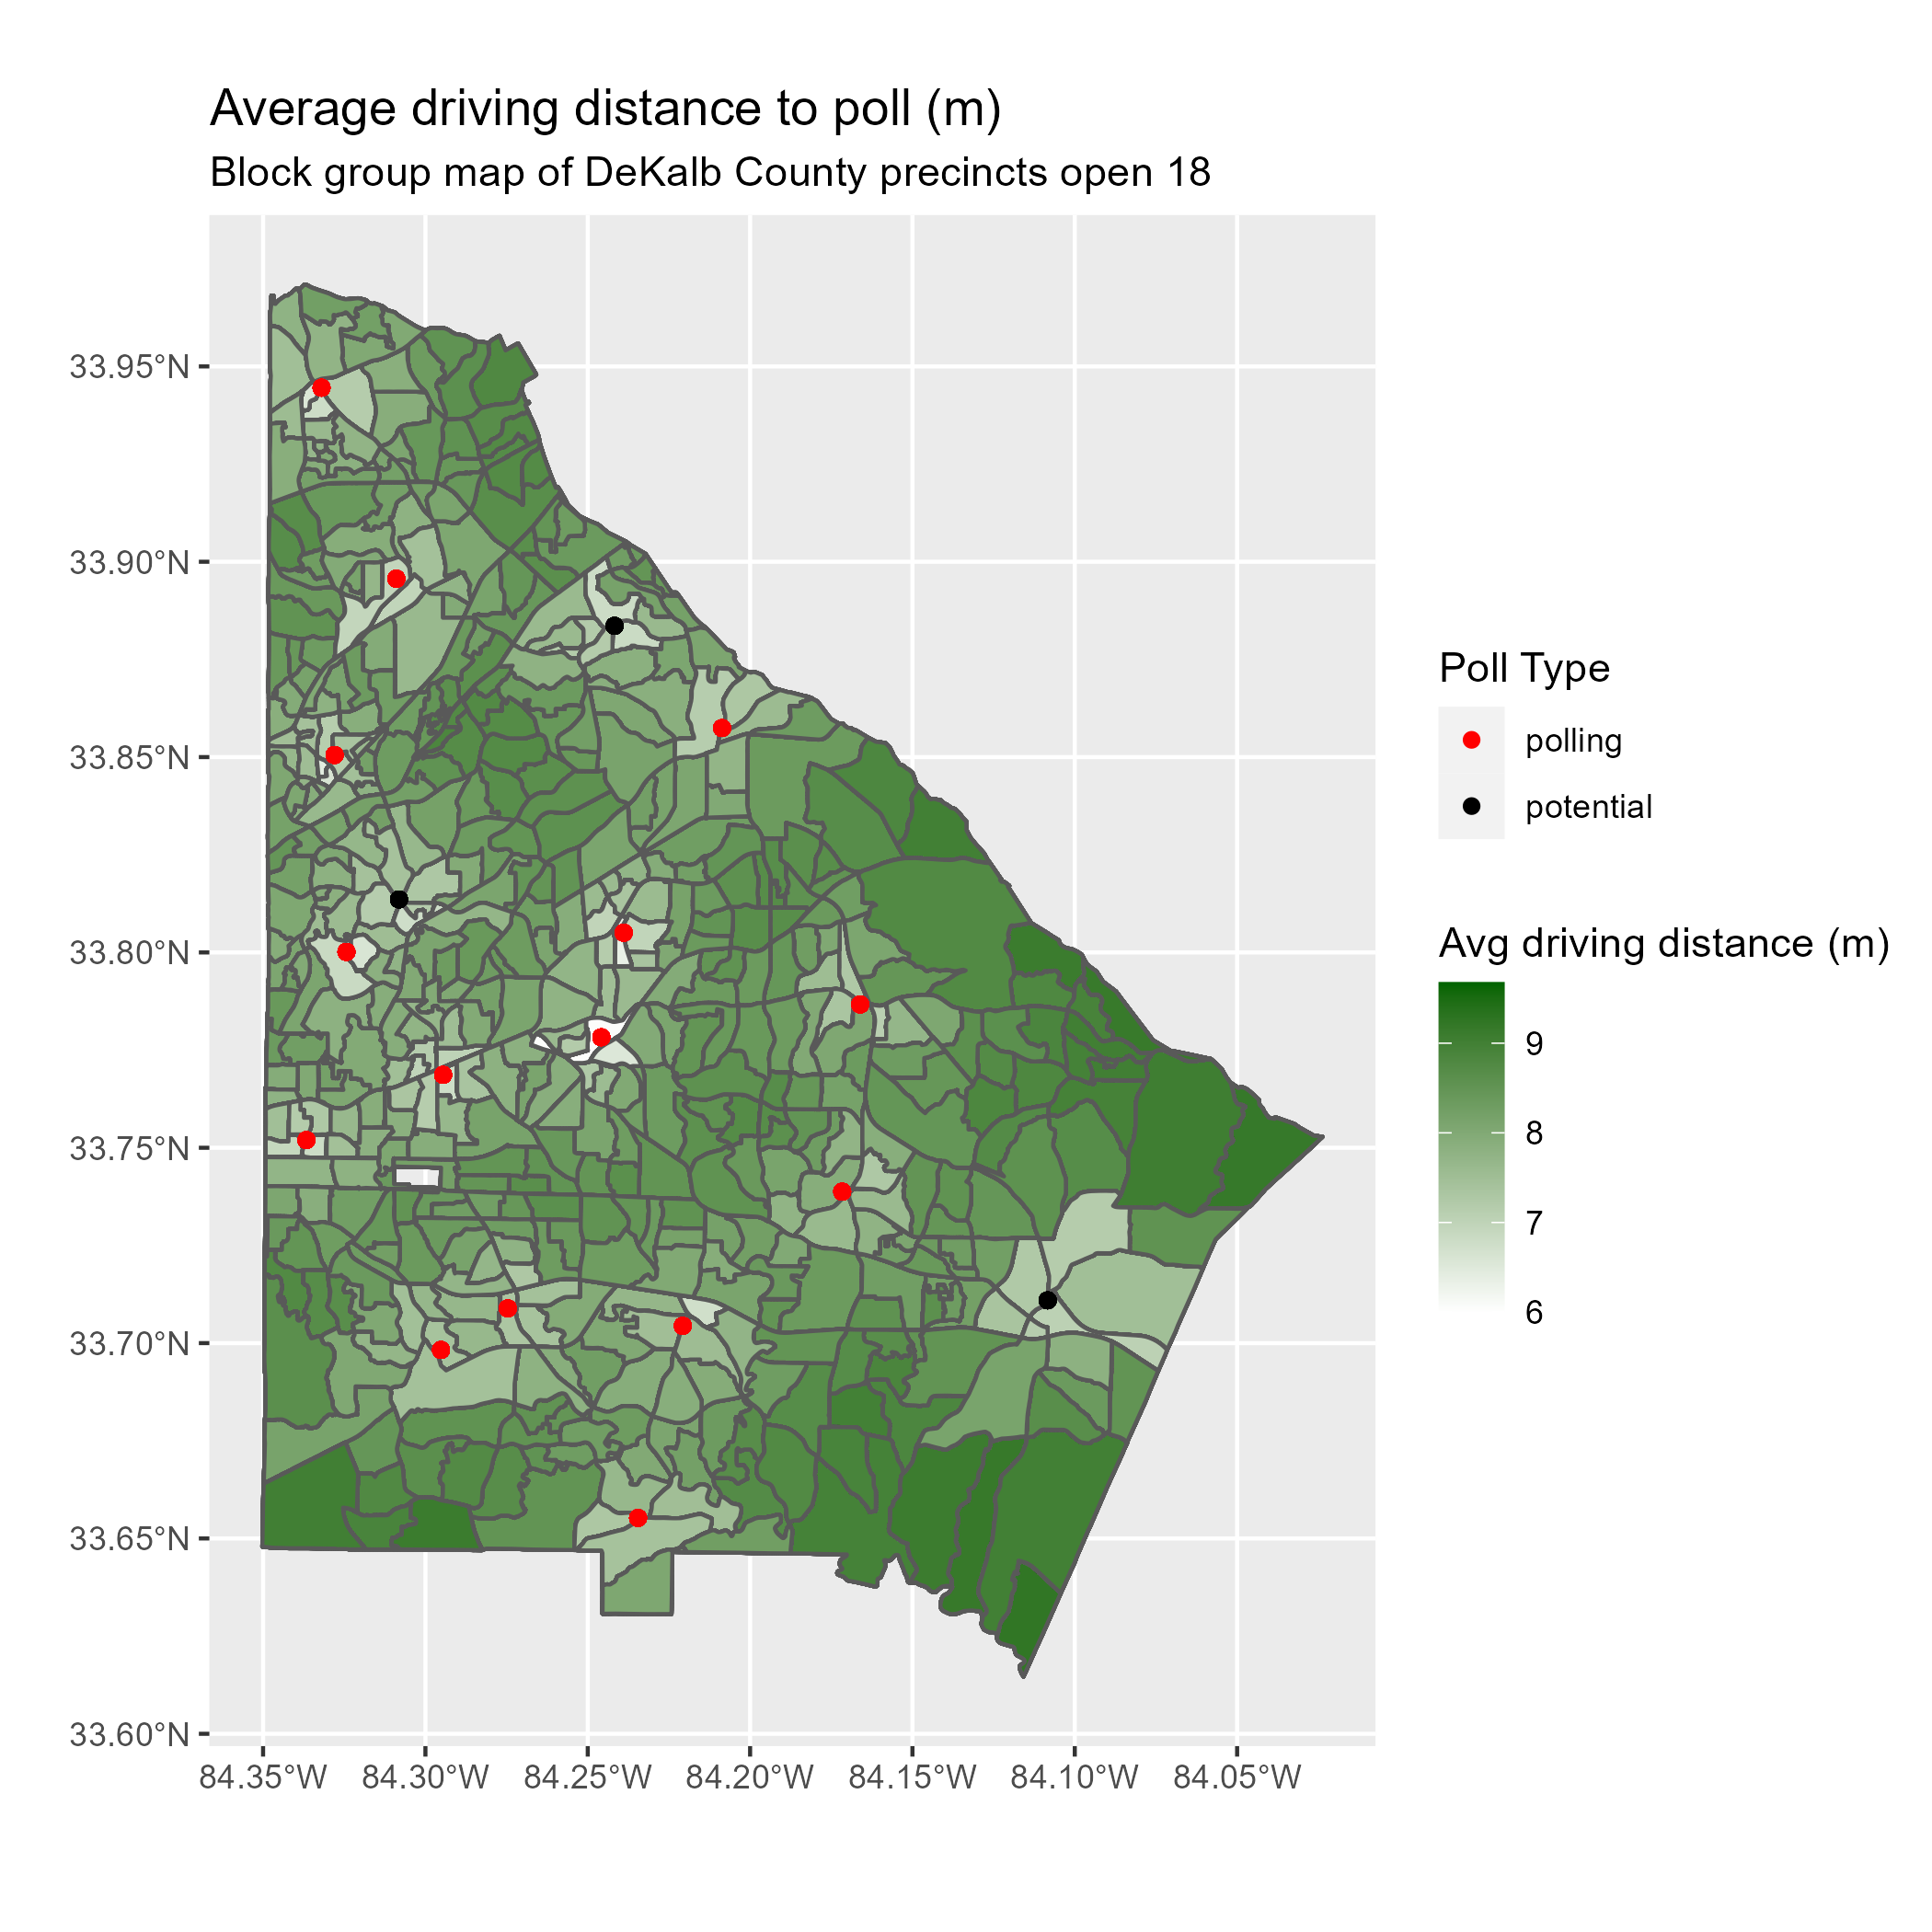 Average driving distance to poll (m)
Block group map of DeKalb County precincts open 18
33.95°N
33.90°N
33.85°N
33.80°N
33.75°N
33.70°N
33.65°N
33.60°N
84.35°W 84.30°W 84.25°W 84.20°W 84.15°W 84.10°W 84.05°W
Poll Type
polling
potential
Avg driving distance (m)
9
8
7
6